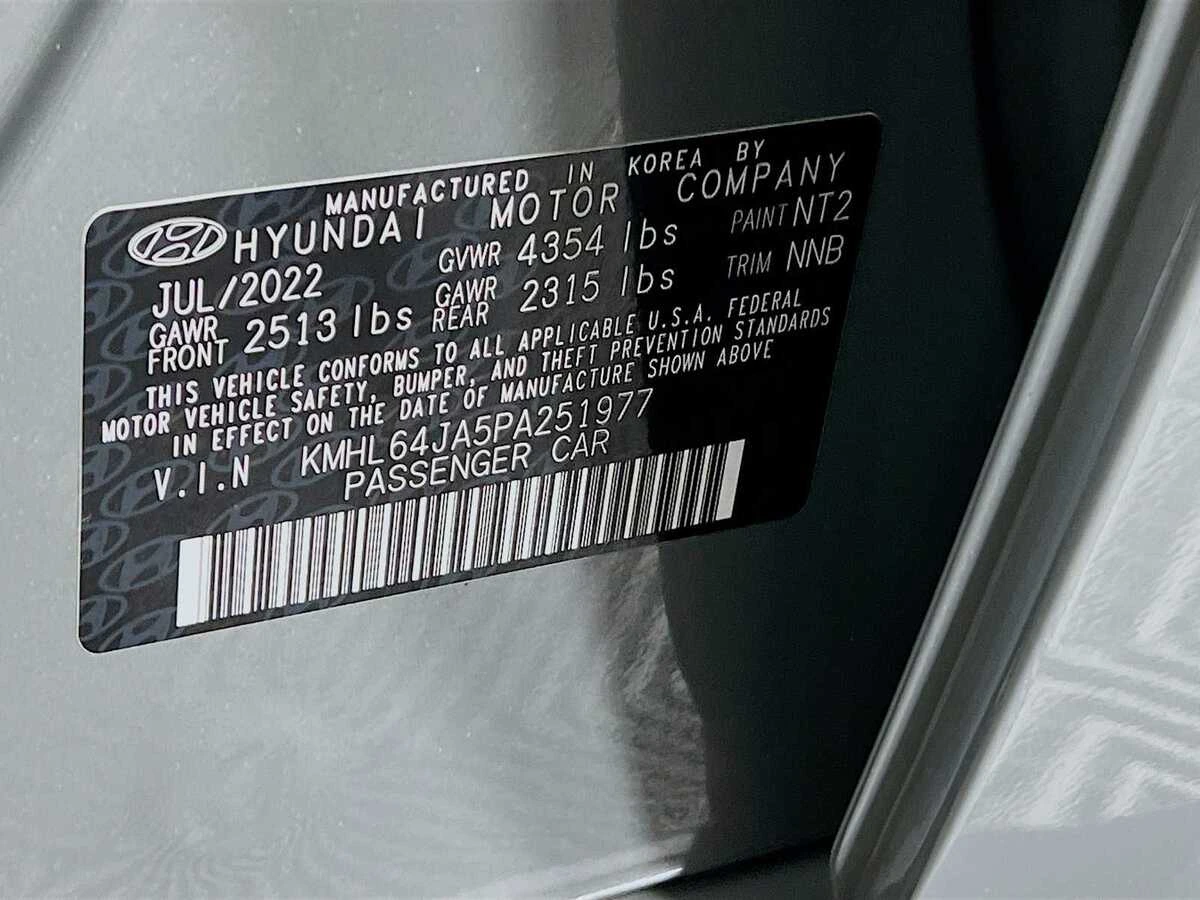 MANUFACTURED IN KOREA BY
HYUNDAI MOTOR COMPANY
JUL/2022 GVWR 4354 lbs PAINT NT2
GAWR FRONT 2513 lbs GAWR REAR 2315 lbs TRIM NNB
THIS VEHICLE CONFORMS TO ALL APPLICABLE U.S.A. FEDERAL
MOTOR VEHICLE SAFETY, BUMPER, AND THEFT PREVENTION STANDARDS
IN EFFECT ON THE DATE OF MANUFACTURE SHOWN ABOVE
V.I.N KMHL64JA5PA251977
PASSENGER CAR